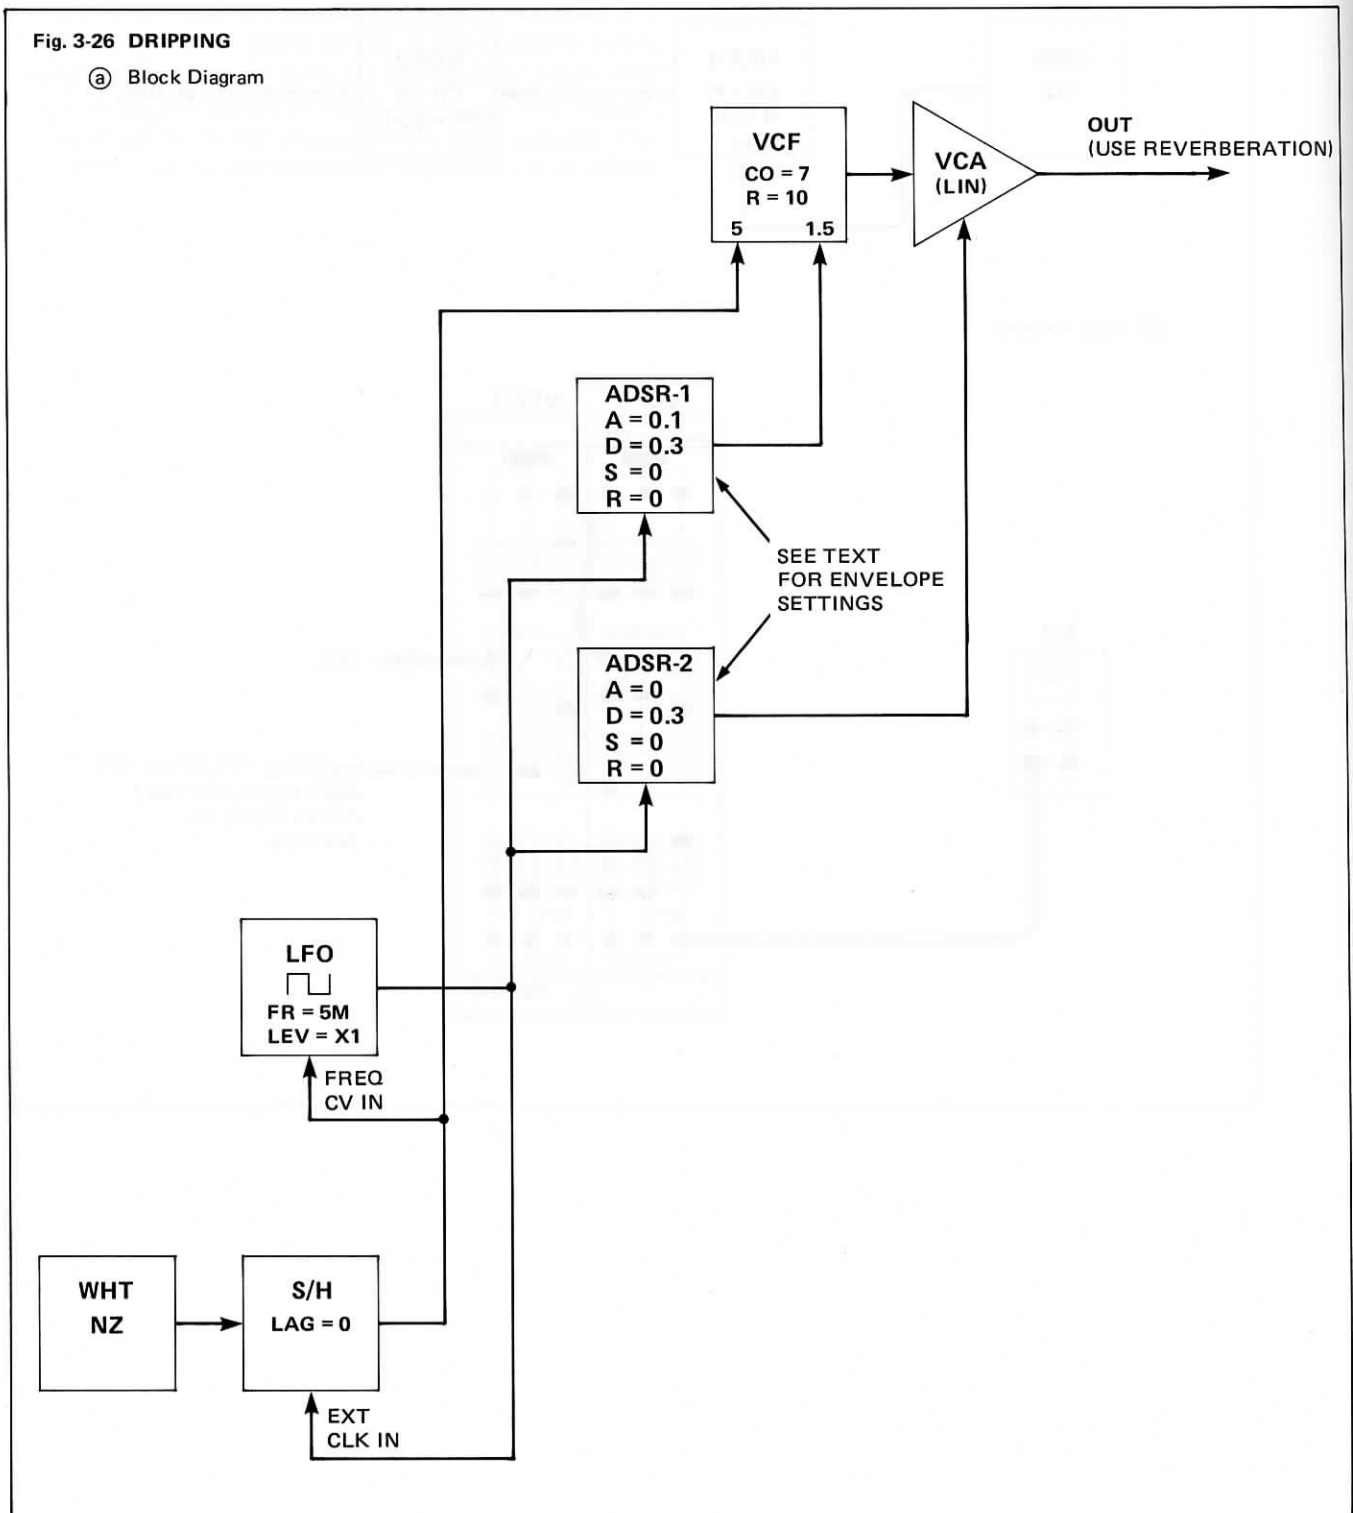 Fig. 3-26 DRIPPING
ⓐ Block Diagram
VCF
CO = 7
R = 10
5 1.5
VCA
(LIN)
OUT
(USE REVERBERATION)
ADSR-1
A = 0.1
D = 0.3
S = 0
R = 0
SEE TEXT
FOR ENVELOPE
SETTINGS
ADSR-2
A = 0
D = 0.3
S = 0
R = 0
LFO
FR = 5M
LEV = X1
FREQ
CV IN
WHT
NZ
S/H
LAG = 0
EXT
CLK IN